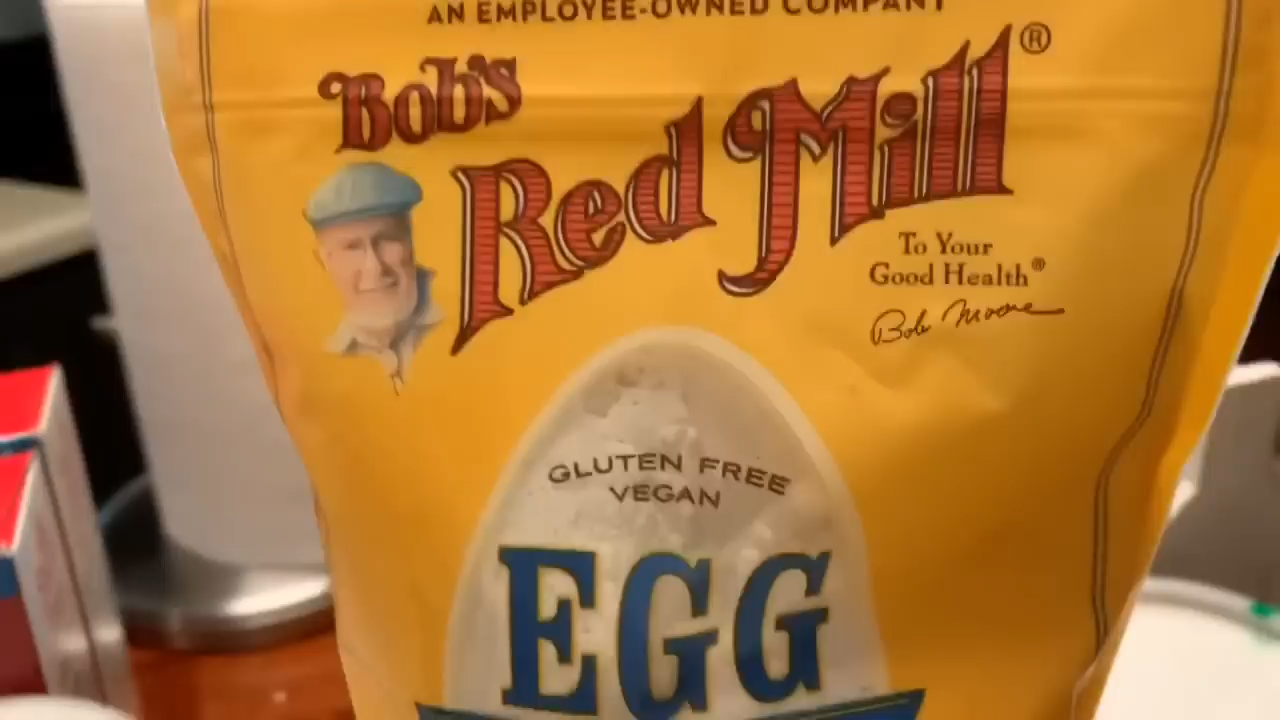 AN EMPLOYEE-OWNED COMPANY
Bob's
Red Mill®
To Your
Good Health®
Bob Moore
GLUTEN FREE
VEGAN
EGG